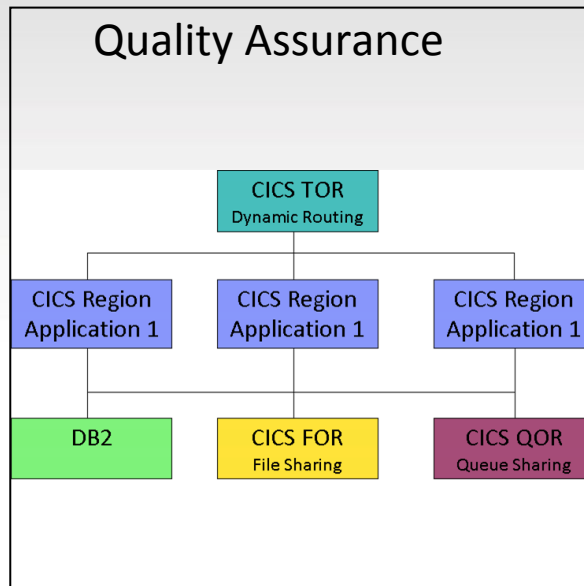 Quality Assurance
CICS TOR
Dynamic Routing
CICS Region
Application 1
CICS Region
Application 1
CICS Region
Application 1
DB2
CICS FOR
File Sharing
CICS QOR
Queue Sharing